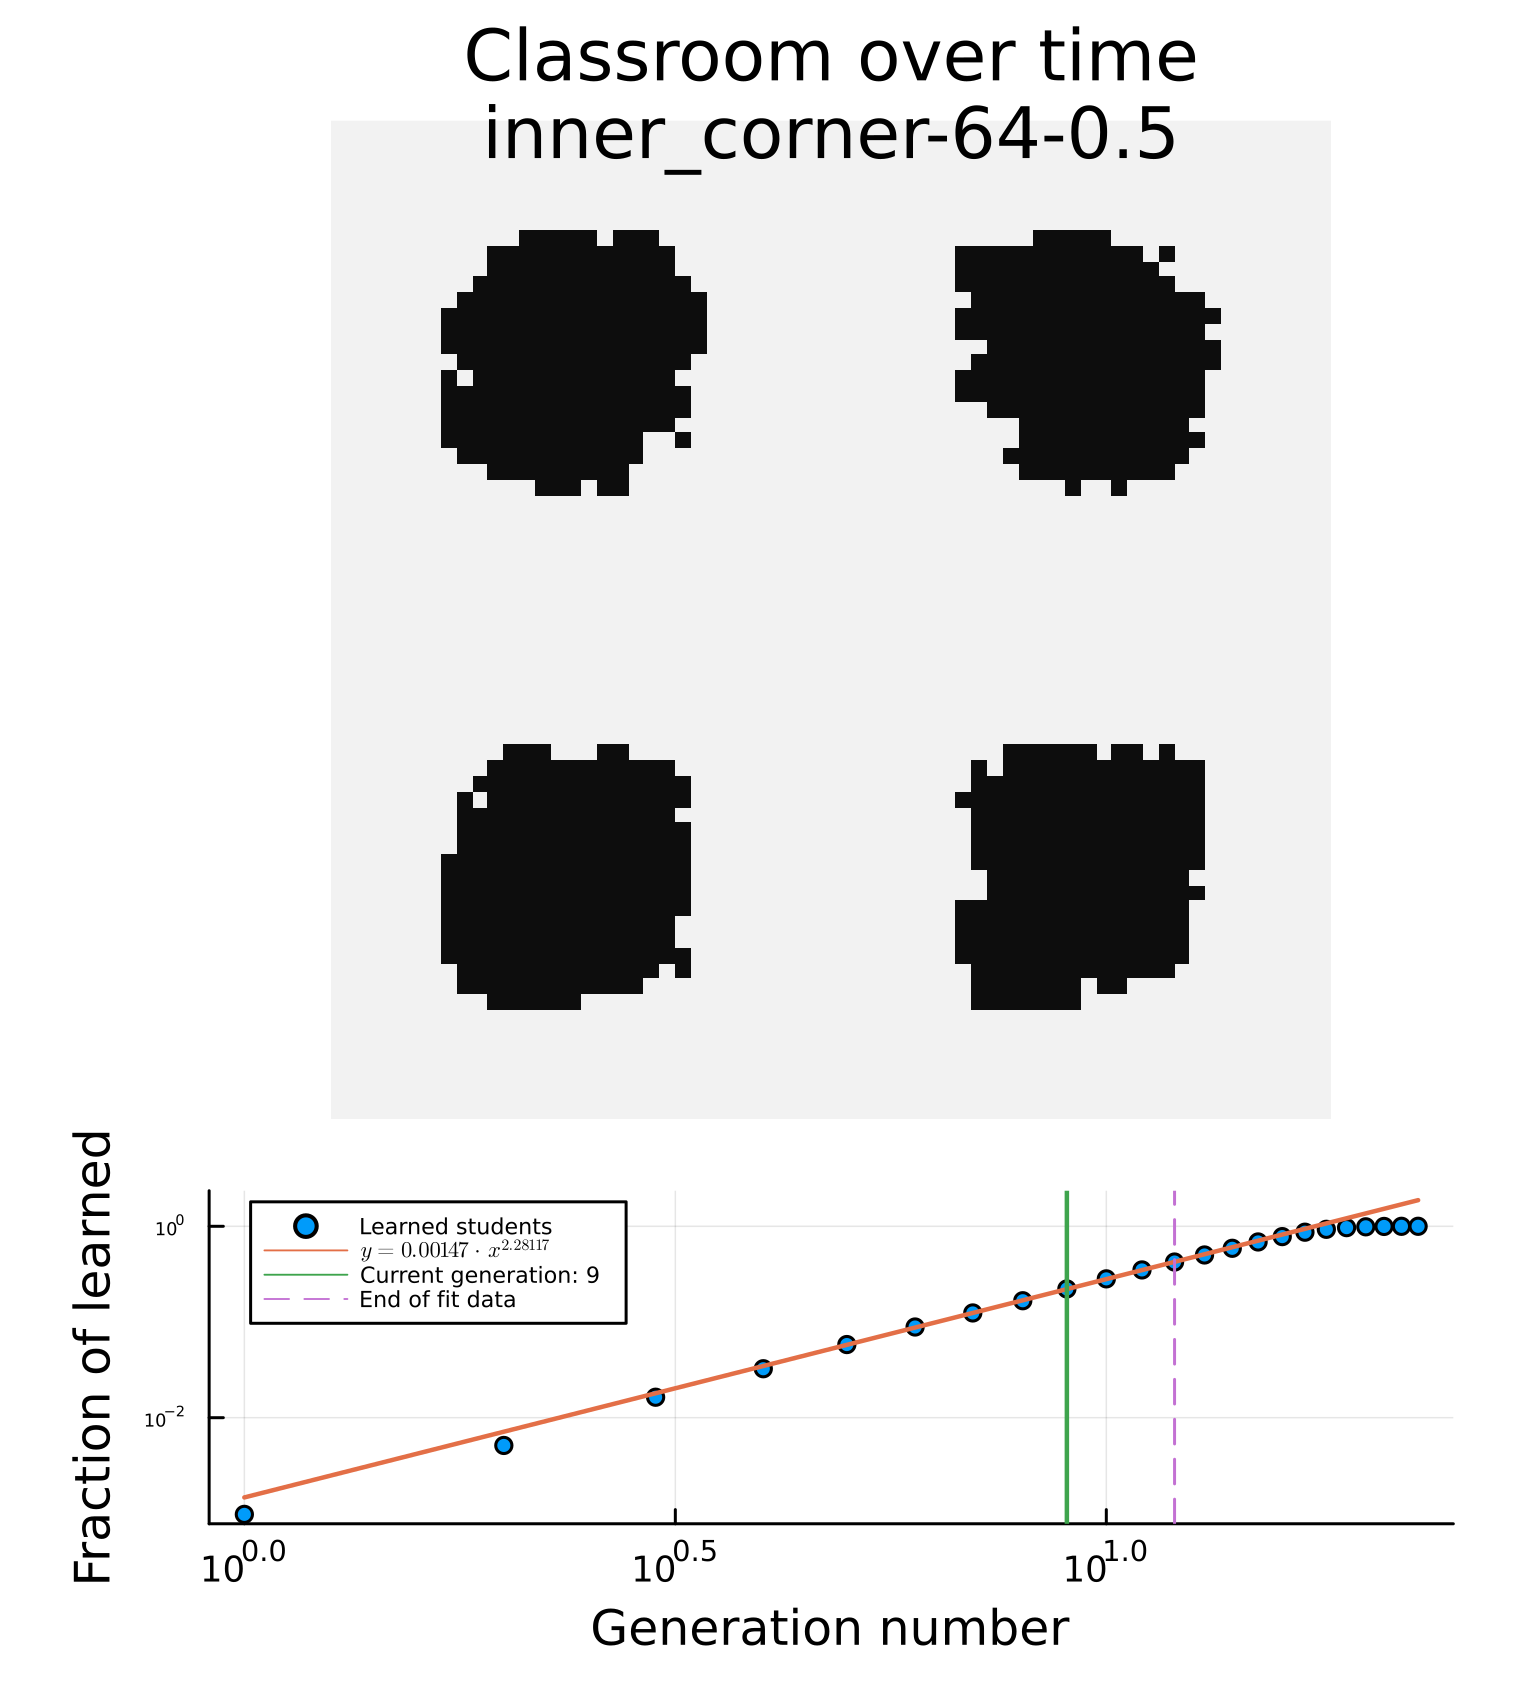 Classroom over time
inner_corner-64-0.5
Fraction of learned
10^0
10^−2
Learned students
y = 0.00147 · x^2.28117
Current generation: 9
End of fit data
10^0.0
10^0.5
10^1.0
Generation number